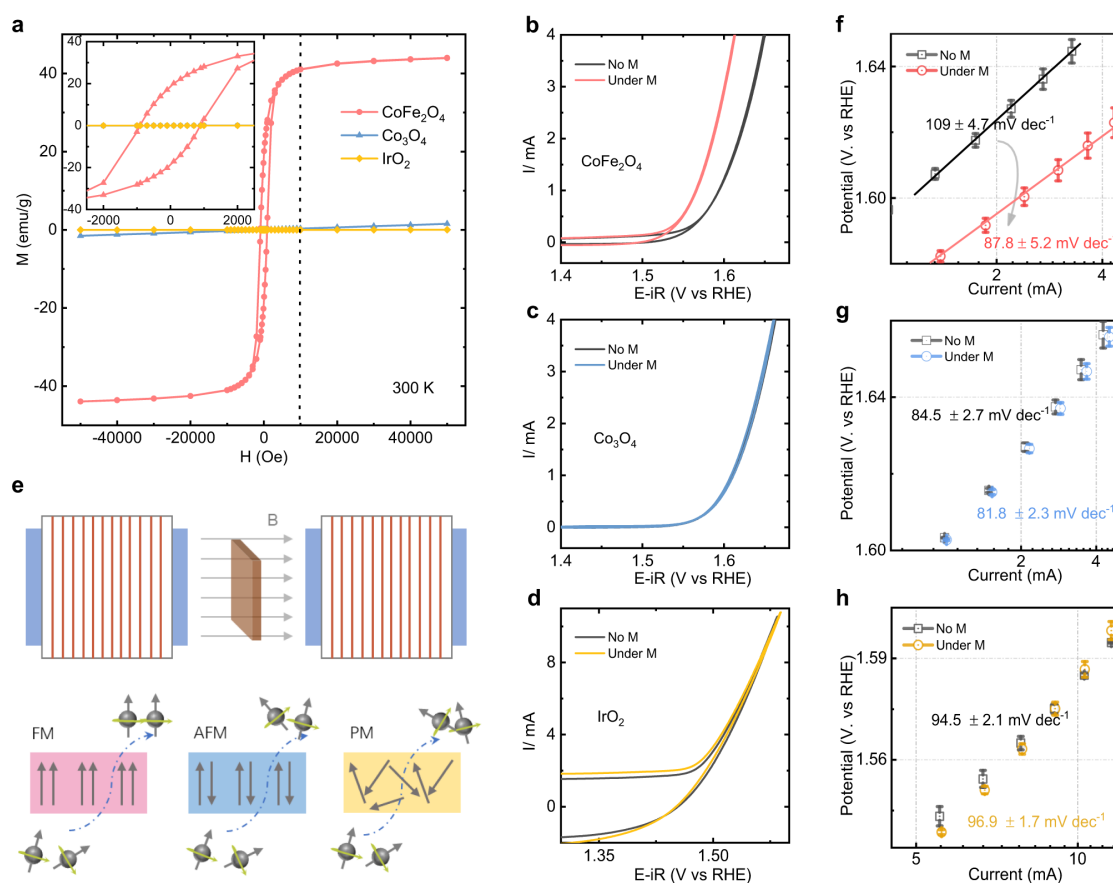 a
M (emu/g)
H (Oe)
40
20
0
-20
-40
-40000
-20000
0
20000
40000
40
20
0
-20
-40
-2000
0
2000
CoFe2O4
Co3O4
IrO2
300 K
b
I/ mA
4
3
2
1
0
No M
Under M
CoFe2O4
1.4
1.5
1.6
E-iR (V vs RHE)
c
I/ mA
4
3
2
1
0
No M
Under M
Co3O4
1.4
1.5
1.6
E-iR (V vs RHE)
d
I/ mA
8
4
0
No M
Under M
IrO2
1.35
1.50
E-iR (V vs RHE)
e
B
FM
AFM
PM
f
Potential (V. vs RHE)
1.64
1.60
No M
Under M
109 ± 4.7 mV dec-1
87.8 ± 5.2 mV dec-
2
4
Current (mA)
g
Potential (V. vs RHE)
1.64
1.60
No M
Under M
84.5 ± 2.7 mV dec-1
81.8 ± 2.3 mV dec-1
2
4
Current (mA)
h
Potential (V. vs RHE)
1.59
1.56
No M
Under M
94.5 ± 2.1 mV dec-1
96.9 ± 1.7 mV dec-1
5
10
Current (mA)